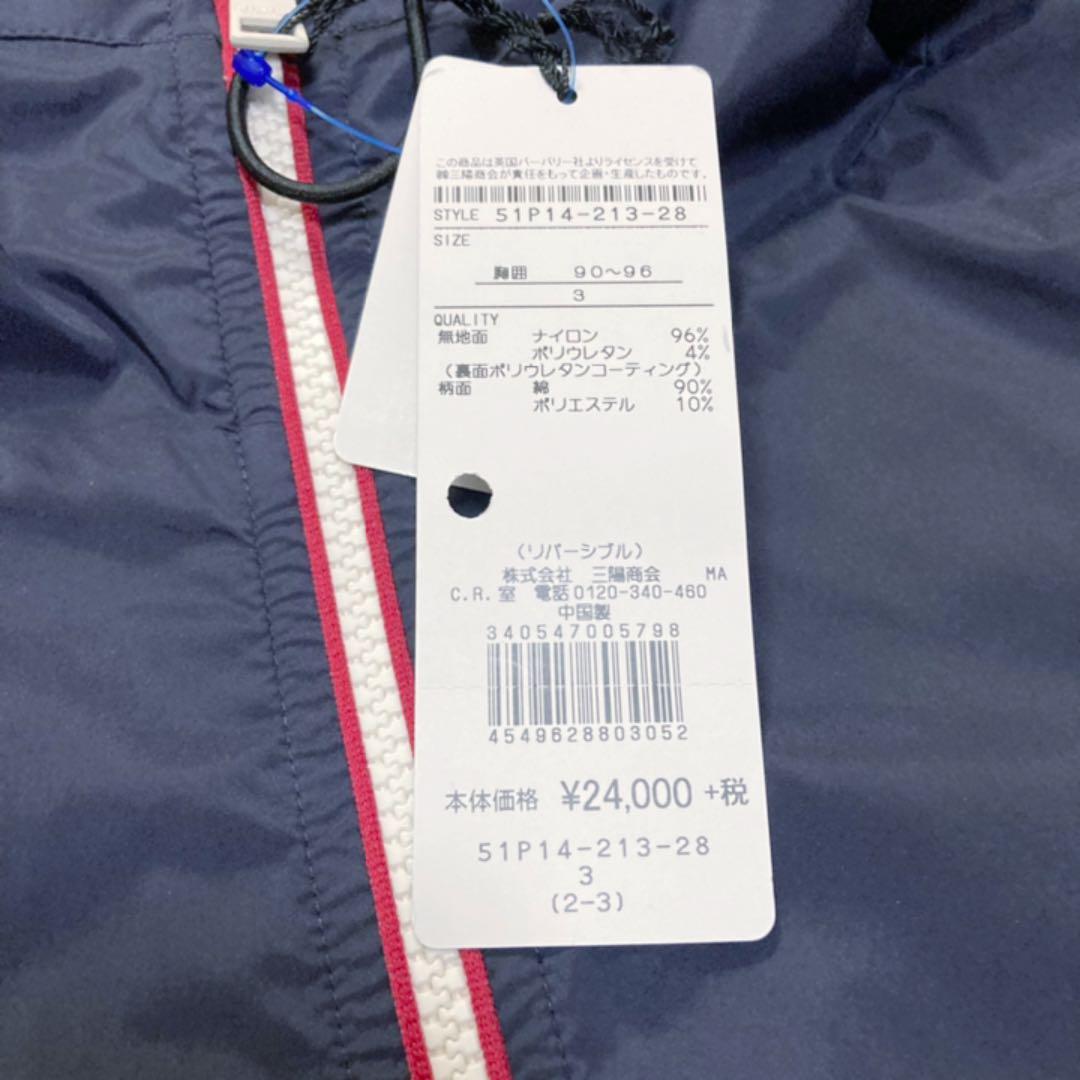 この商品は英国バーバリー社よりライセンスを受けて
㈱三陽商会が責任をもって企画・生産したものです。
STYLE 51P14-213-28
SIZE
胸囲 90〜96
3
QUALITY
無地面 ナイロン 96%
ポリウレタン 4%
(裏面ポリウレタンコーティング)
柄面 綿 90%
ポリエステル 10%
(リバーシブル)
株式会社 三陽商会 MA
C.R.室 電話0120-340-460
中国製
340547005798
4549628803052
本体価格 ¥24,000 +税
51P14-213-28
3
(2-3)